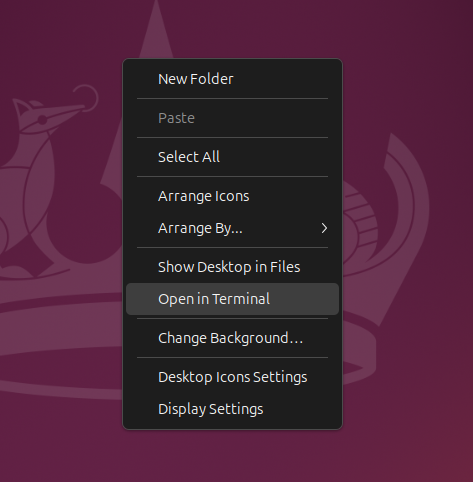 New Folder
Paste
Select All
Arrange Icons
Arrange By...
Show Desktop in Files
Open in Terminal
Change Background…
Desktop Icons Settings
Display Settings